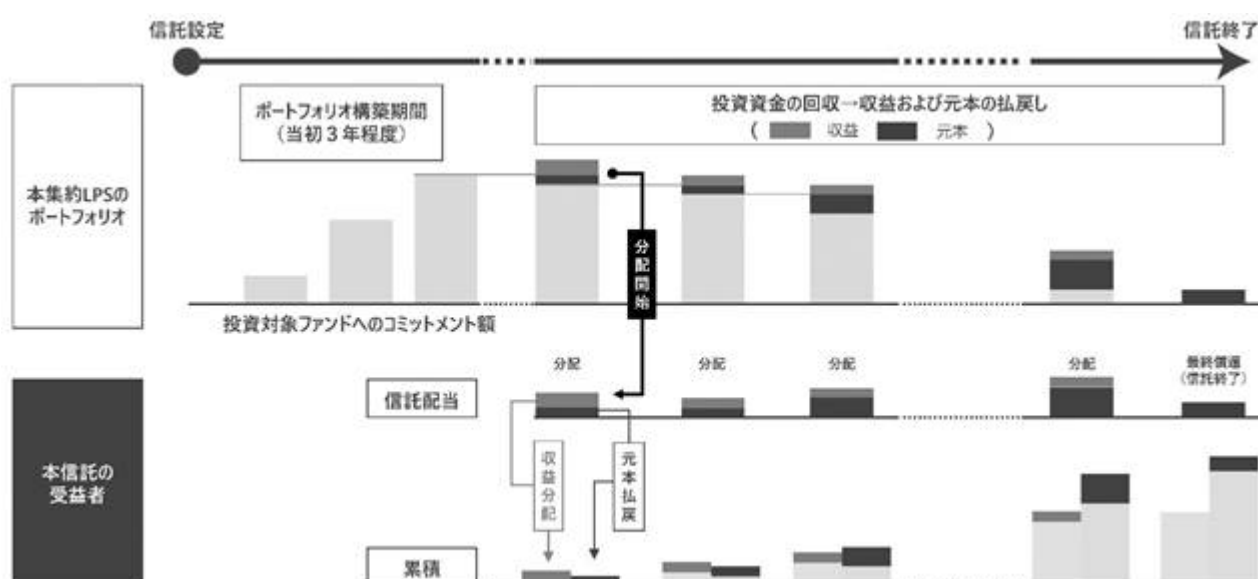 信託設定
信託終了
ポートフォリオ構築期間
(当初3年程度)
投資資金の回収→収益および元本の払戻し
( 収益 元本 )
本集約LPSの
ポートフォリオ
分配開始
投資対象ファンドへのコミットメント額
分配
分配
分配
分配
最終償還
(信託終了)
信託配当
本信託の
受益者
収益分配
元本払戻
累積